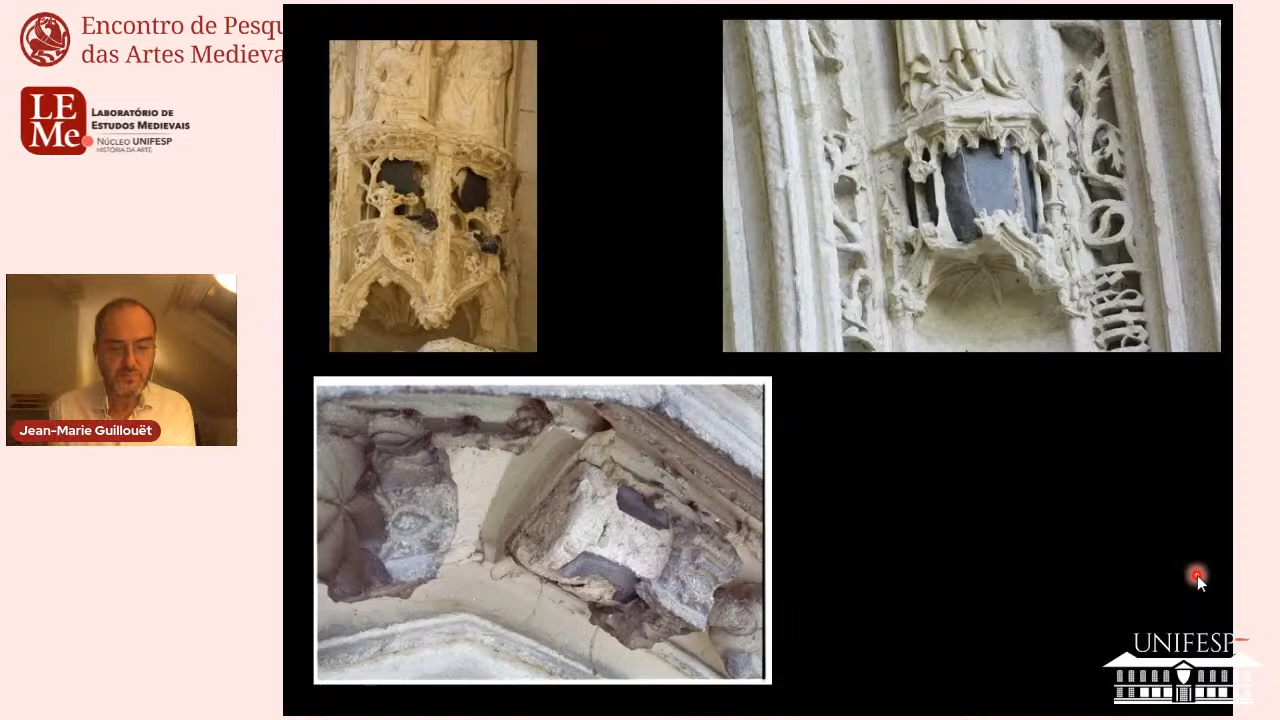 Encontro de Pesqu
das Artes Medieva
LE
Me
LABORATÓRIO DE
ESTUDOS MEDIEVAIS
NÚCLEO UNIFESP
HISTÓRIA DA ARTE
Jean-Marie Guillouët
UNIFESP